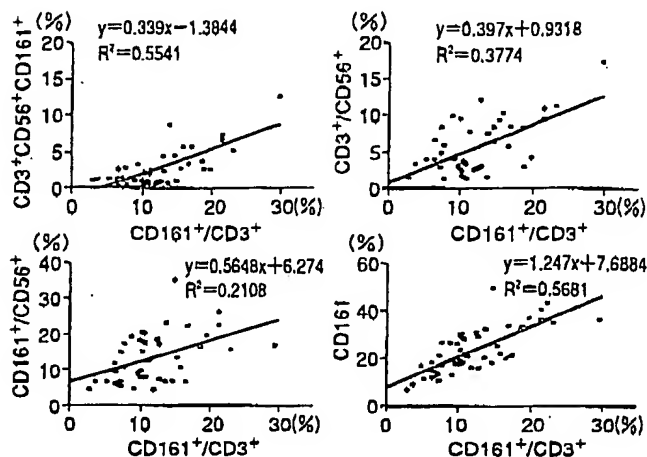 (%)
y=0.339x−1.3844
R²=0.5541
CD3⁺CD56⁺CD161⁺
20
15
10
5
0
0
10
20
30(%)
CD161⁺/CD3⁺
(%)
y=0.397x+0.9318
R²=0.3774
CD3⁺/CD56⁺
20
15
10
5
0
0
10
20
30(%)
CD161⁺/CD3⁺
(%)
y=0.5648x+6.274
R²=0.2108
CD161⁺/CD56⁺
40
30
20
10
0
0
10
20
30(%)
CD161⁺/CD3⁺
(%)
y=1.247x+7.6884
R²=0.5681
CD161
60
40
20
0
0
10
20
30(%)
CD161⁺/CD3⁺